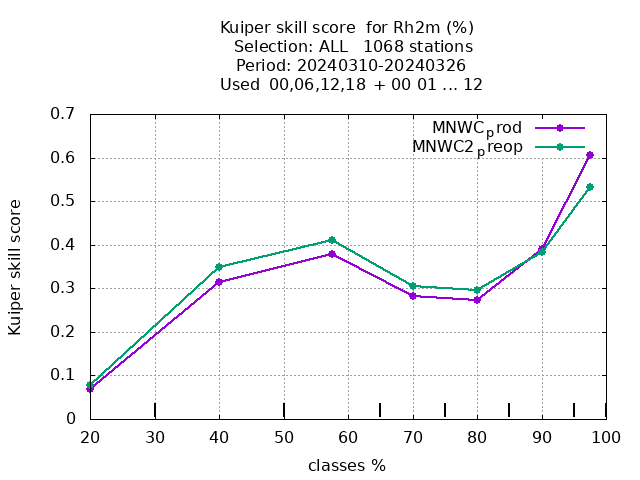 Kuiper skill score  for Rh2m (%)
Selection: ALL   1068 stations
Period: 20240310-20240326
Used  00,06,12,18  + 00 01 ... 12
MNWCprod
MNWC2preop
Kuiper skill score
0.7
0.6
0.5
0.4
0.3
0.2
0.1
0
20 30 40 50 60 70 80 90 100
classes %